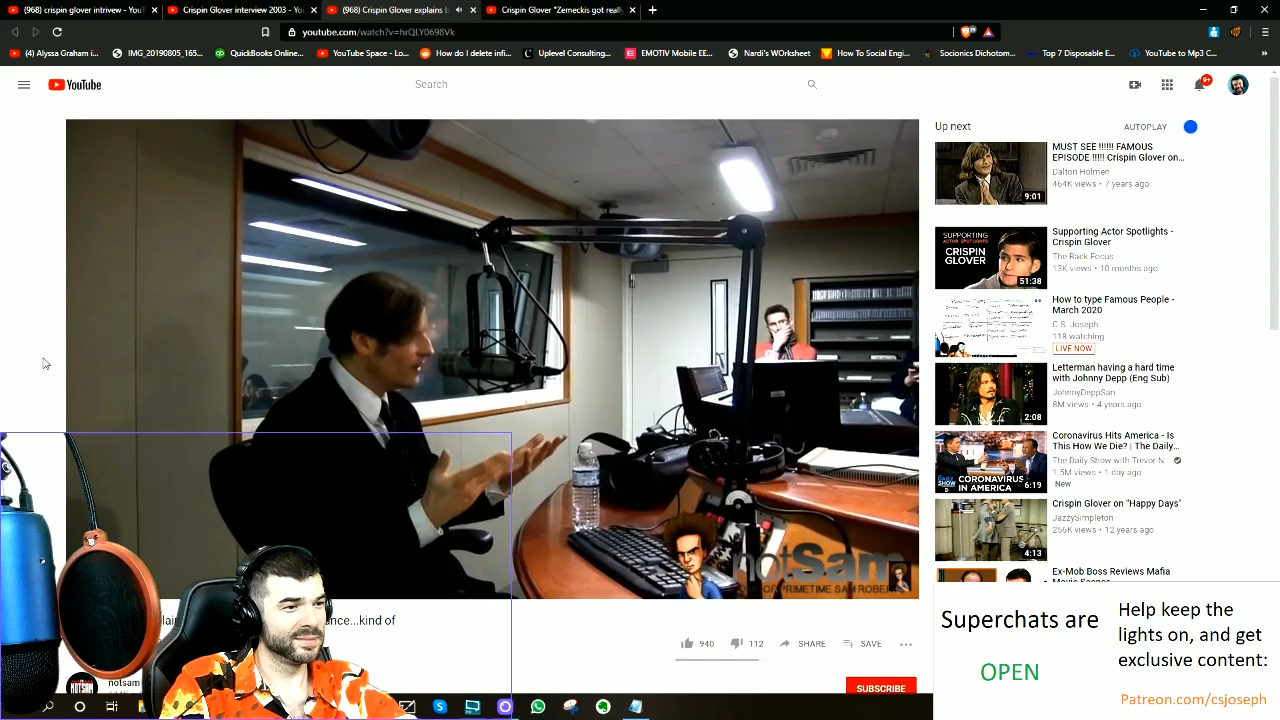 (968) crispin glover intrivew - YouT
Crispin Glover interview 2003 - You
(968) Crispin Glover explains b
Crispin Glover "Zemeckis got reall
youtube.com/watch?v=hrQLY0698Vk
(4) Alyssa Graham i...
IMG_20190805_165...
QuickBooks Online...
YouTube Space - Lo...
How do I delete infi...
Uplevel Consulting...
EMOTIV Mobile EE...
Nardi's WOrksheet
How To Social Engi...
Socionics Dichotom...
Top 7 Disposable E...
YouTube to Mp3 C...
YouTube
Search
9+
Up next
AUTOPLAY
MUST SEE !!!!!! FAMOUS
EPISODE !!!!! Crispin Glover on...
Dalton Holmen
464K views • 7 years ago
9:01
SUPPORTING
ACTOR SPOTLIGHTS
CRISPIN
GLOVER
51:38
Supporting Actor Spotlights -
Crispin Glover
The Back Focus
13K views • 10 months ago
How to type Famous People -
March 2020
C.S. Joseph
118 watching
LIVE NOW
Letterman having a hard time
with Johnny Depp (Eng Sub)
JohnnyDeppSan
8M views • 4 years ago
2:08
Coronavirus Hits America - Is
This How We Die? | The Daily...
The Daily Show with Trevor N...
1.5M views • 1 day ago
New
CORONAVIRUS
IN AMERICA
6:19
Crispin Glover on "Happy Days"
JazzySimpleton
256K views • 12 years ago
4:13
Ex-Mob Boss Reviews Mafia
notSam
OF PRIMETIME SAM ROBERTS
nce...kind of
940
112
SHARE
SAVE
notsam
SUBSCRIBE
Superchats are
OPEN
Help keep the
lights on, and get
exclusive content:
Patreon.com/csjoseph